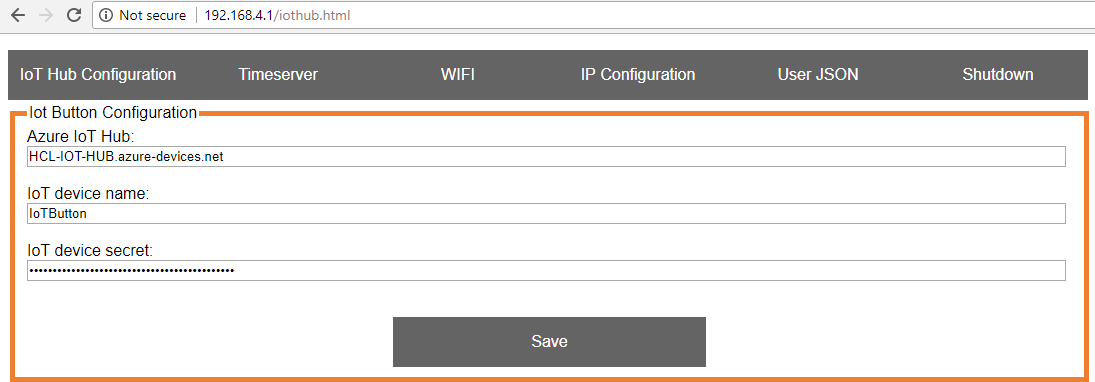 Not secure | 192.168.4.1/iothub.html
IoT Hub Configuration Timeserver WIFI IP Configuration User JSON Shutdown
Iot Button Configuration
Azure IoT Hub:
HCL-IOT-HUB.azure-devices.net
IoT device name:
IoTButton
IoT device secret:
••••••••••••••••••••••••••••••••••••••••••••
Save